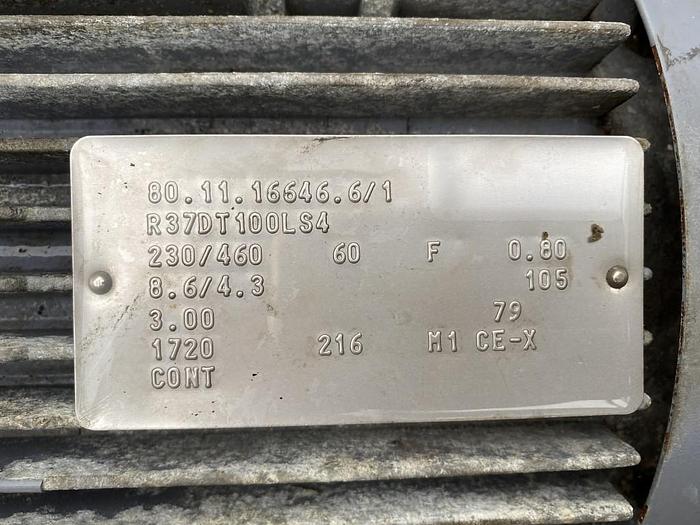 80.11.16646.6/1
R37DT100LS4
230/460 60 F 0.80
8.6/4.3 105
3.00 79
1720 216 M1 CE-X
CONT